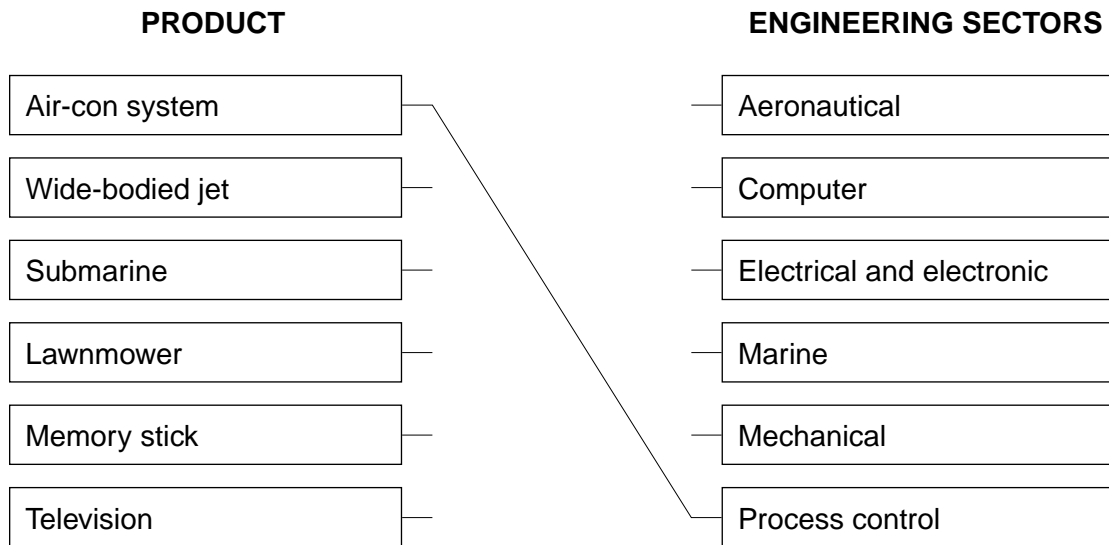 PRODUCT
ENGINEERING SECTORS
Air-con system
Aeronautical
Wide-bodied jet
Computer
Submarine
Electrical and electronic
Lawnmower
Marine
Memory stick
Mechanical
Television
Process control